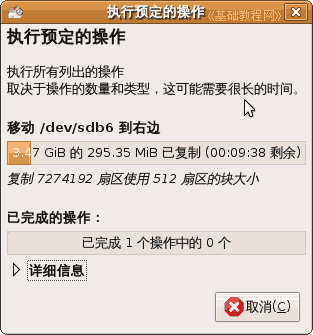 执行预定的操作
《基础教程网》
执行预定的操作
执行所有列出的操作
取决于操作的数量和类型，这可能需要很长的时间。
移动 /dev/sdb6 到右边
3.47 GiB 的 295.35 MiB 已复制 (00:09:38 剩余)
复制 7274192 扇区使用 512 扇区的块大小
已完成的操作：
已完成 1 个操作中的 0 个
详细信息
取消(C)